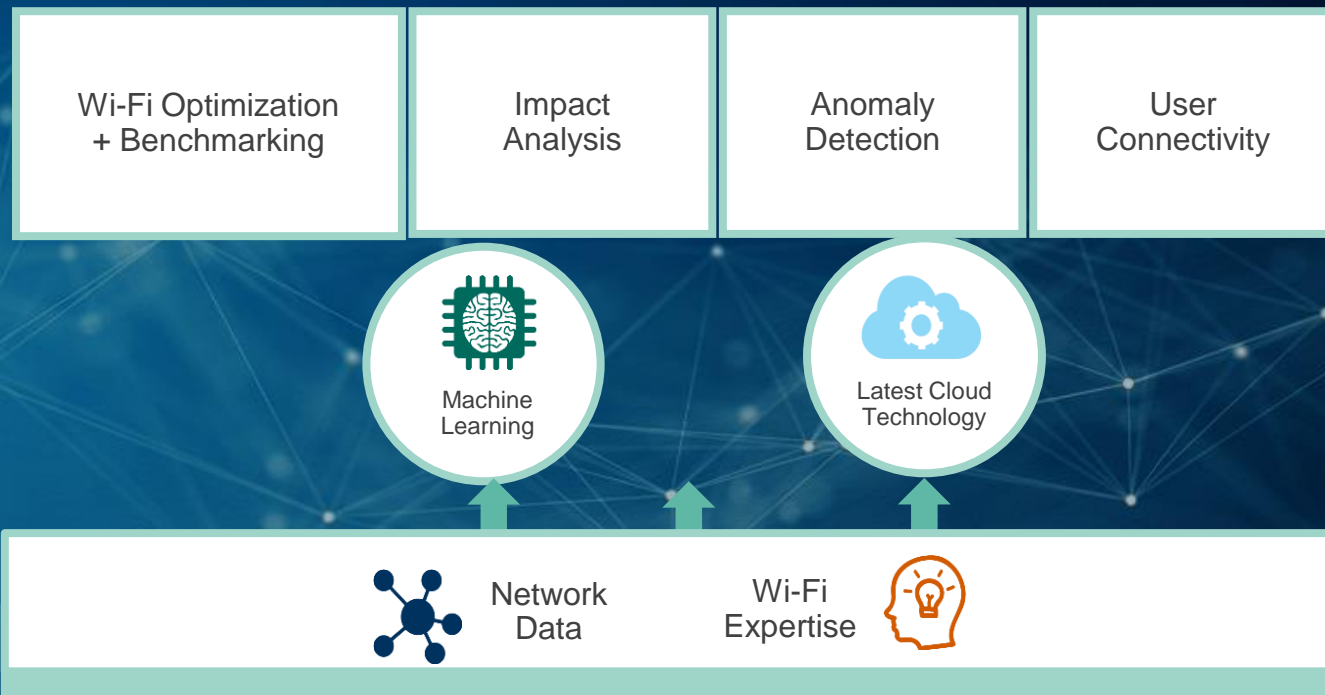 Wi-Fi Optimization
+ Benchmarking
Impact
Analysis
Anomaly
Detection
User
Connectivity
Machine
Learning
Latest Cloud
Technology
Network
Data
Wi-Fi
Expertise